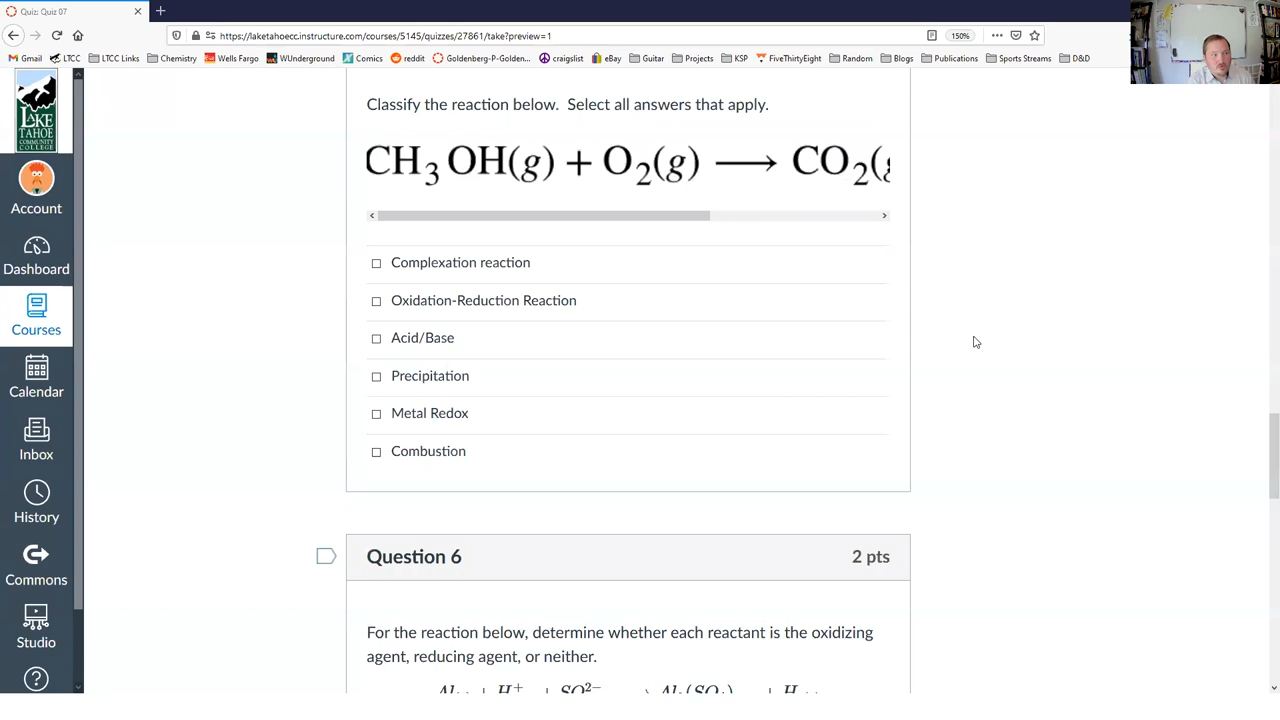 Quiz: Quiz 07
https://laketahoecc.instructure.com/courses/5145/quizzes/27861/take?preview=1
150%
Gmail LTCC LTCC Links Chemistry Wells Fargo WUnderground Comics reddit Goldenberg-P-Golden... craigslist eBay Guitar Projects KSP FiveThirtyEight Random Blogs Publications Sports Streams D&D
LAKE
TAHOE
COMMUNITY
COLLEGE
Account
Dashboard
Courses
Calendar
Inbox
History
Commons
Studio
Classify the reaction below. Select all answers that apply.
CH₃OH(g) + O₂(g) ⟶ CO₂(g
Complexation reaction
Oxidation-Reduction Reaction
Acid/Base
Precipitation
Metal Redox
Combustion
Question 6
2 pts
For the reaction below, determine whether each reactant is the oxidizing
agent, reducing agent, or neither.